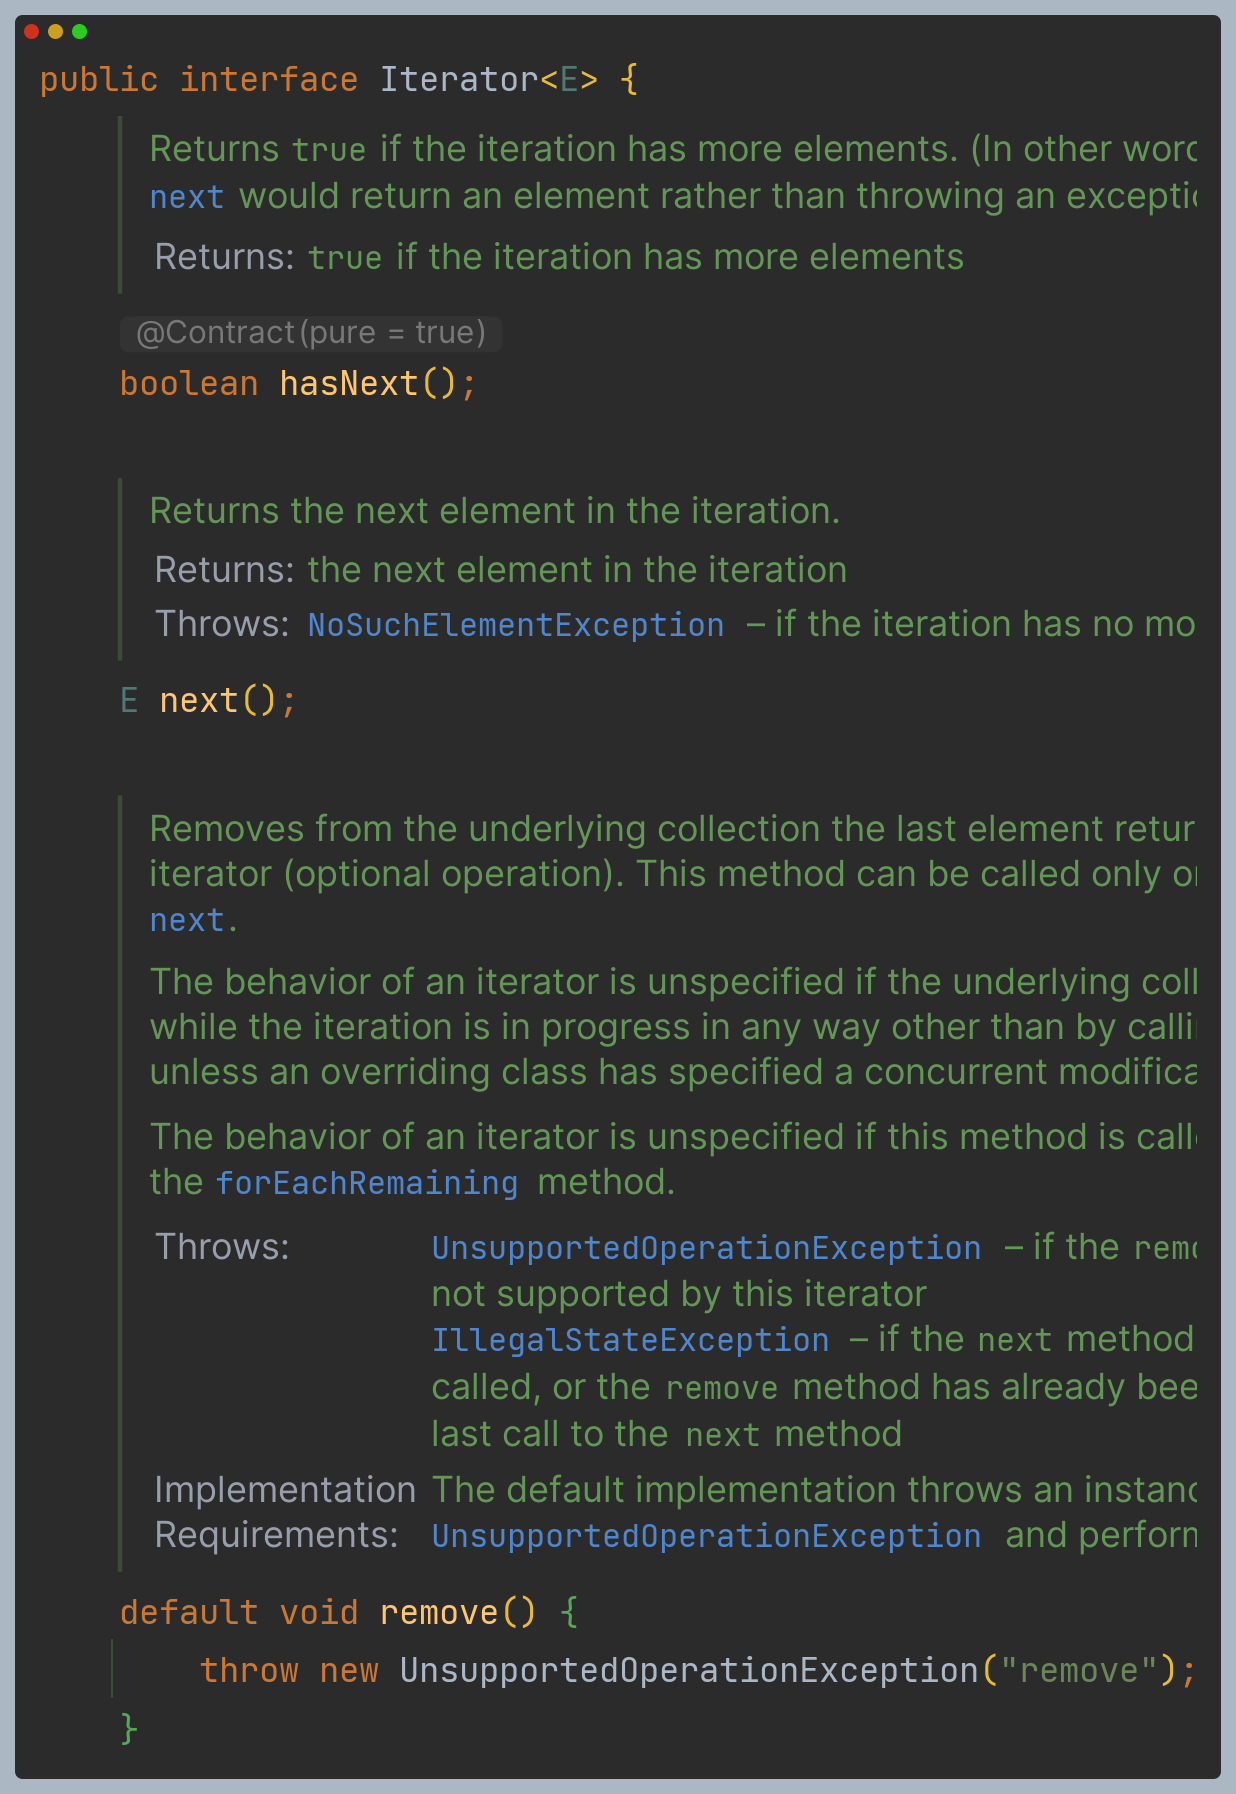 public interface Iterator<E> {
Returns true if the iteration has more elements. (In other
next would return an element rather than throwing an
Returns: true if the iteration has more elements
@Contract(pure = true)
boolean hasNext();
Returns the next element in the iteration.
Returns: the next element in the iteration
Throws: NoSuchElementException – if the iteration has no mo
E next();
Removes from the underlying collection the last element retur
iterator (optional operation). This method can be called only
next.
The behavior of an iterator is unspecified if the underlying coll
while the iteration is in progress in any way other than by
unless an overriding class has specified a concurrent modifica
The behavior of an iterator is unspecified if this method is
the forEachRemaining method.
Throws: UnsupportedOperationException – if the
not supported by this iterator
IllegalStateException – if the next method
called, or the remove method has already bee
last call to the next method
Implementation The default implementation throws an
Requirements: UnsupportedOperationException and
default void remove() {
throw new UnsupportedOperationException("remove");
}